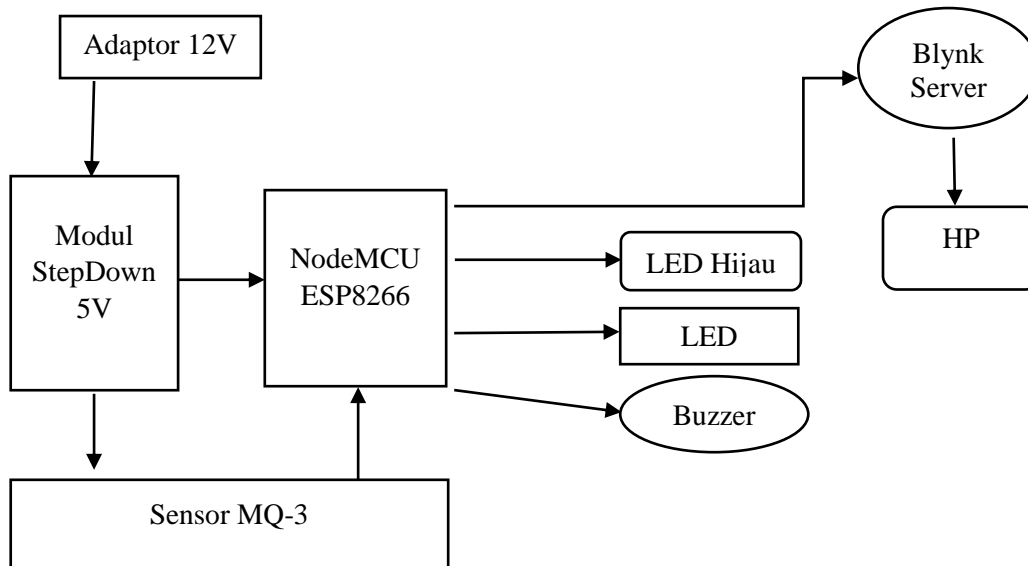 Adaptor 12V
Blynk
Server
Modul
StepDown
5V
NodeMCU
ESP8266
LED Hijau
HP
LED
Buzzer
Sensor MQ-3